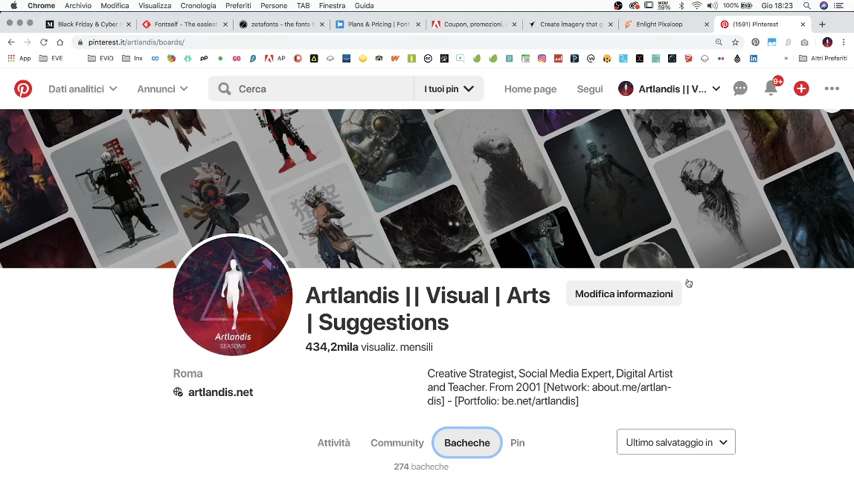 Chrome Archivio Modifica Visualizza Cronologia Preferiti Persone TAB Finestra Guida 100% Gio 18:23
Black Friday & Cyber Fontself - The easies zetafonts - the fonts Plans & Pricing | Font Coupon, promozioni, Create Imagery that g Enlight Pixaloop (1591) Pinterest
pinterest.it/artlandis/boards/
App EVE EVIO Inx AP Altri Preferiti
Dati analitici Annunci Cerca I tuoi pin Home page Segui Artlandis || V... 9+
Artlandis
SEASONS
Artlandis || Visual | Arts
| Suggestions
Modifica informazioni
434,2mila visualiz. mensili
Roma
artlandis.net
Creative Strategist, Social Media Expert, Digital Artist
and Teacher. From 2001 [Network: about.me/artlan-
dis] - [Portfolio: be.net/artlandis]
Attività Community Bacheche Pin Ultimo salvataggio in
274 bacheche